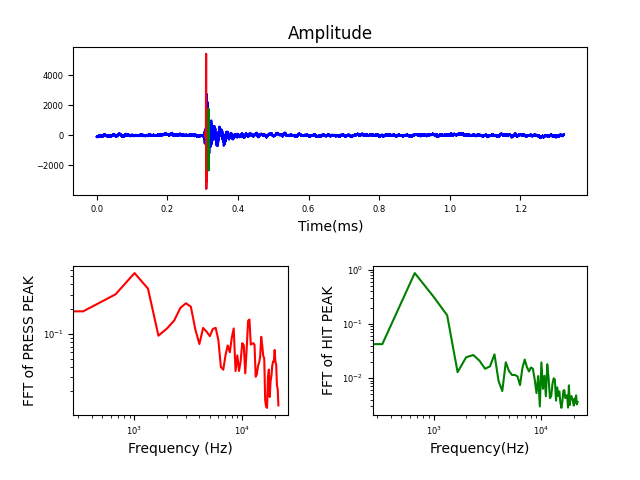 Amplitude
4000
2000
0
−2000
0.0 0.2 0.4 0.6 0.8 1.0 1.2
Time(ms)
FFT of PRESS PEAK
10⁻¹
10³ 10⁴
Frequency (Hz)
FFT of HIT PEAK
10⁰
10⁻¹
10⁻²
10³ 10⁴
Frequency(Hz)